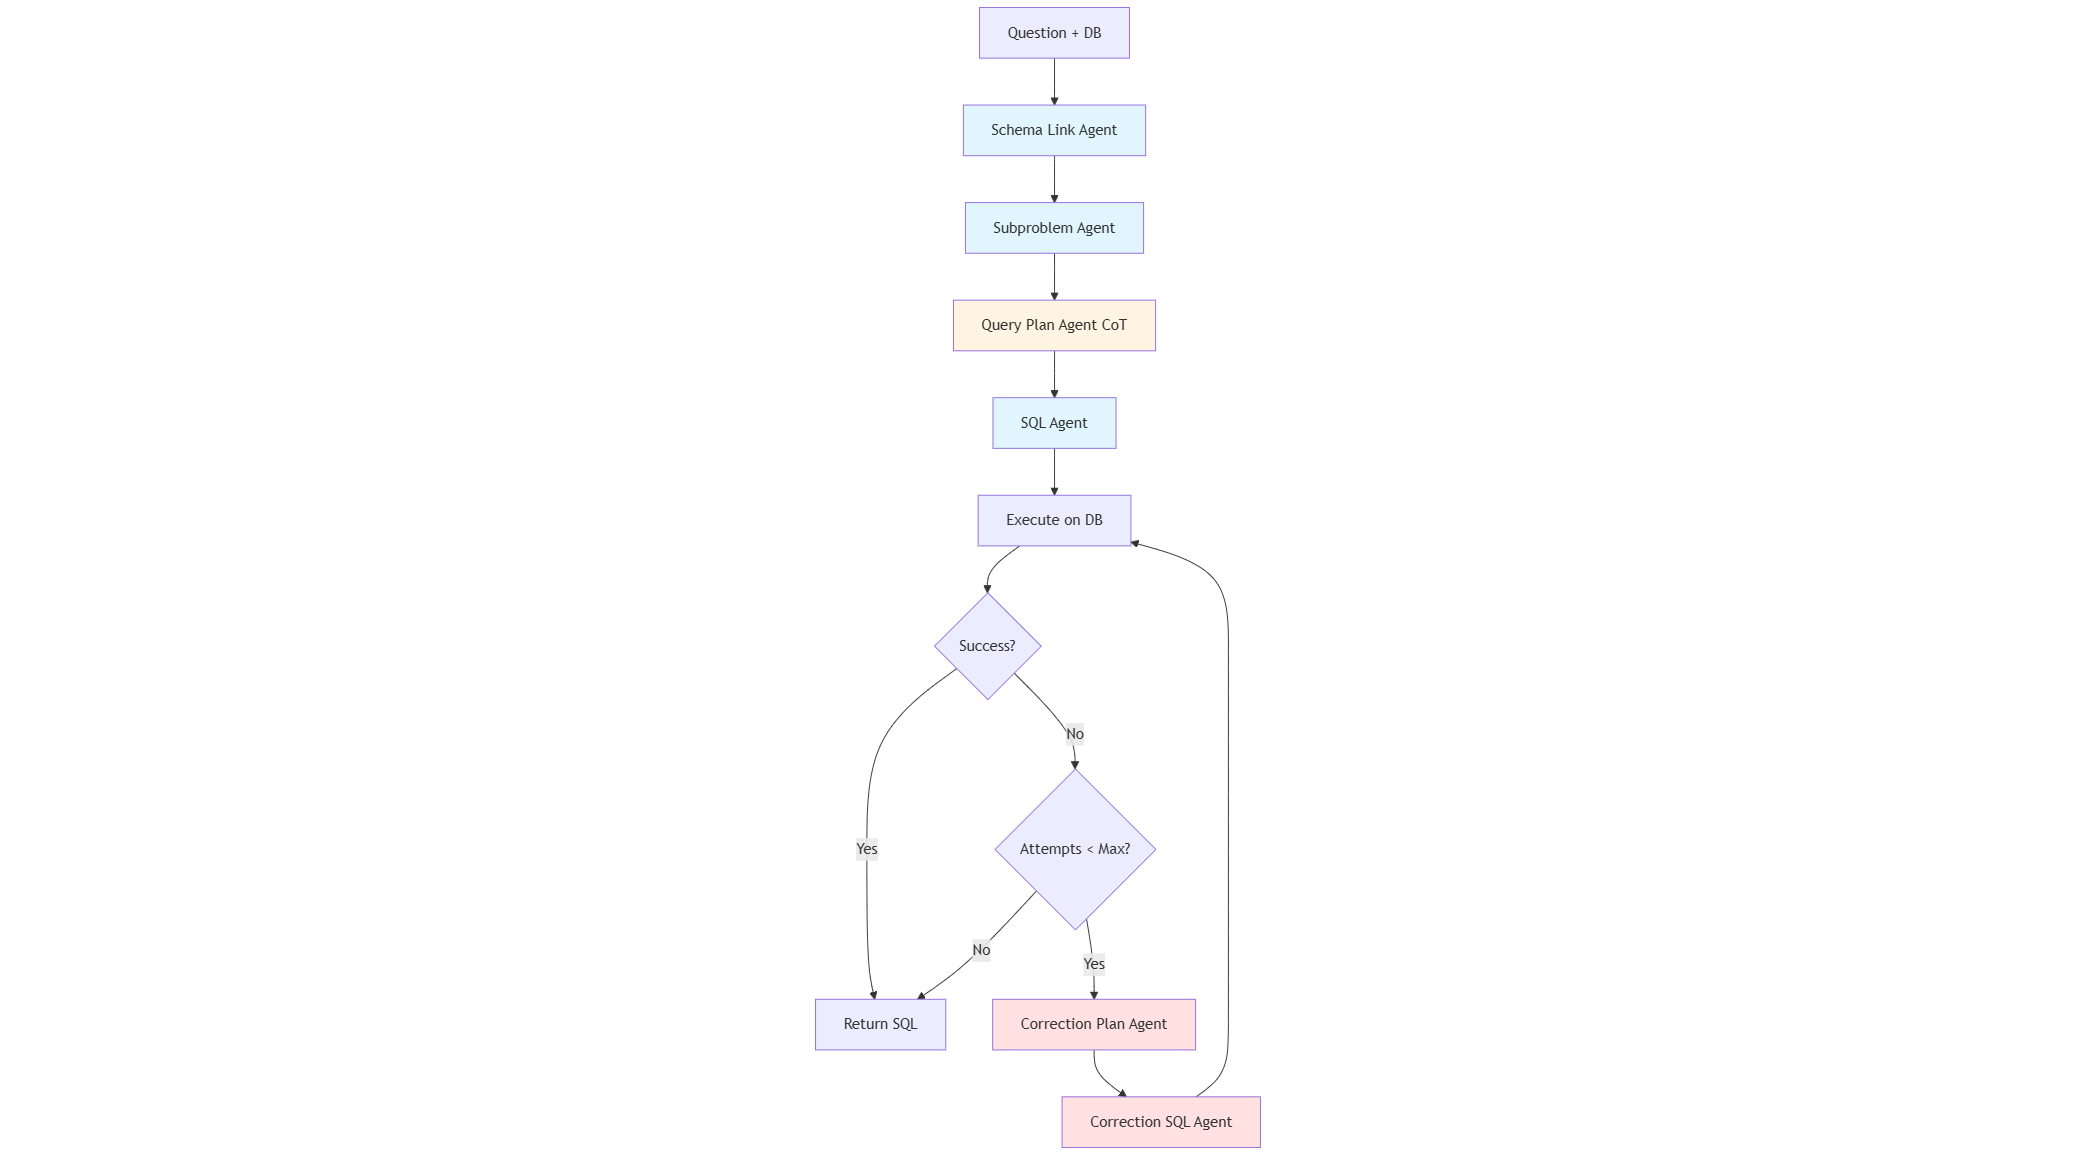 Question + DB
Schema Link Agent
Subproblem Agent
Query Plan Agent CoT
SQL Agent
Execute on DB
Success?
No
Yes
Attempts < Max?
No
Yes
Return SQL
Correction Plan Agent
Correction SQL Agent